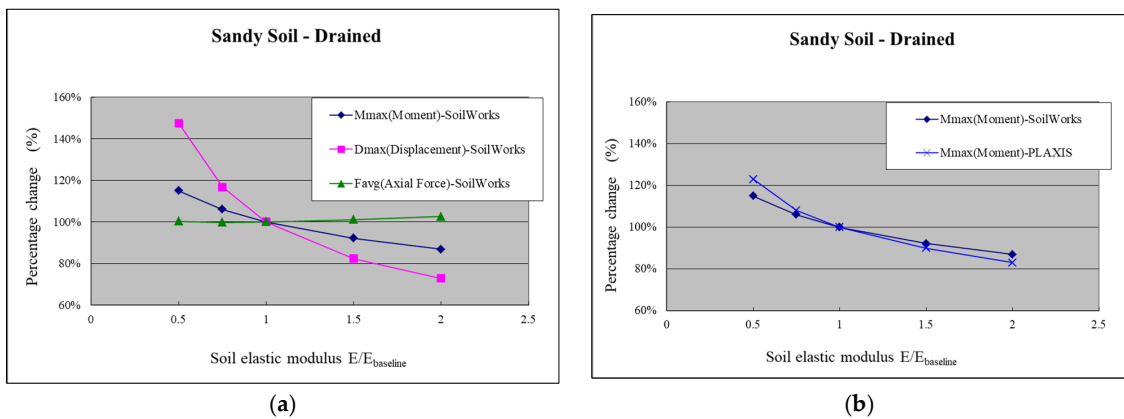 Sandy Soil - Drained
160%
140%
120%
100%
80%
60%
Percentage change (%)
Mmax(Moment)-SoilWorks
Dmax(Displacement)-SoilWorks
Favg(Axial Force)-SoilWorks
0 0.5 1 1.5 2 2.5
Soil elastic modulus E/Ebaseline
(a)
Sandy Soil - Drained
160%
140%
120%
100%
80%
60%
Percentage change (%)
Mmax(Moment)-SoilWorks
Mmax(Moment)-PLAXIS
0 0.5 1 1.5 2 2.5
Soil elastic modulus E/Ebaseline
(b)